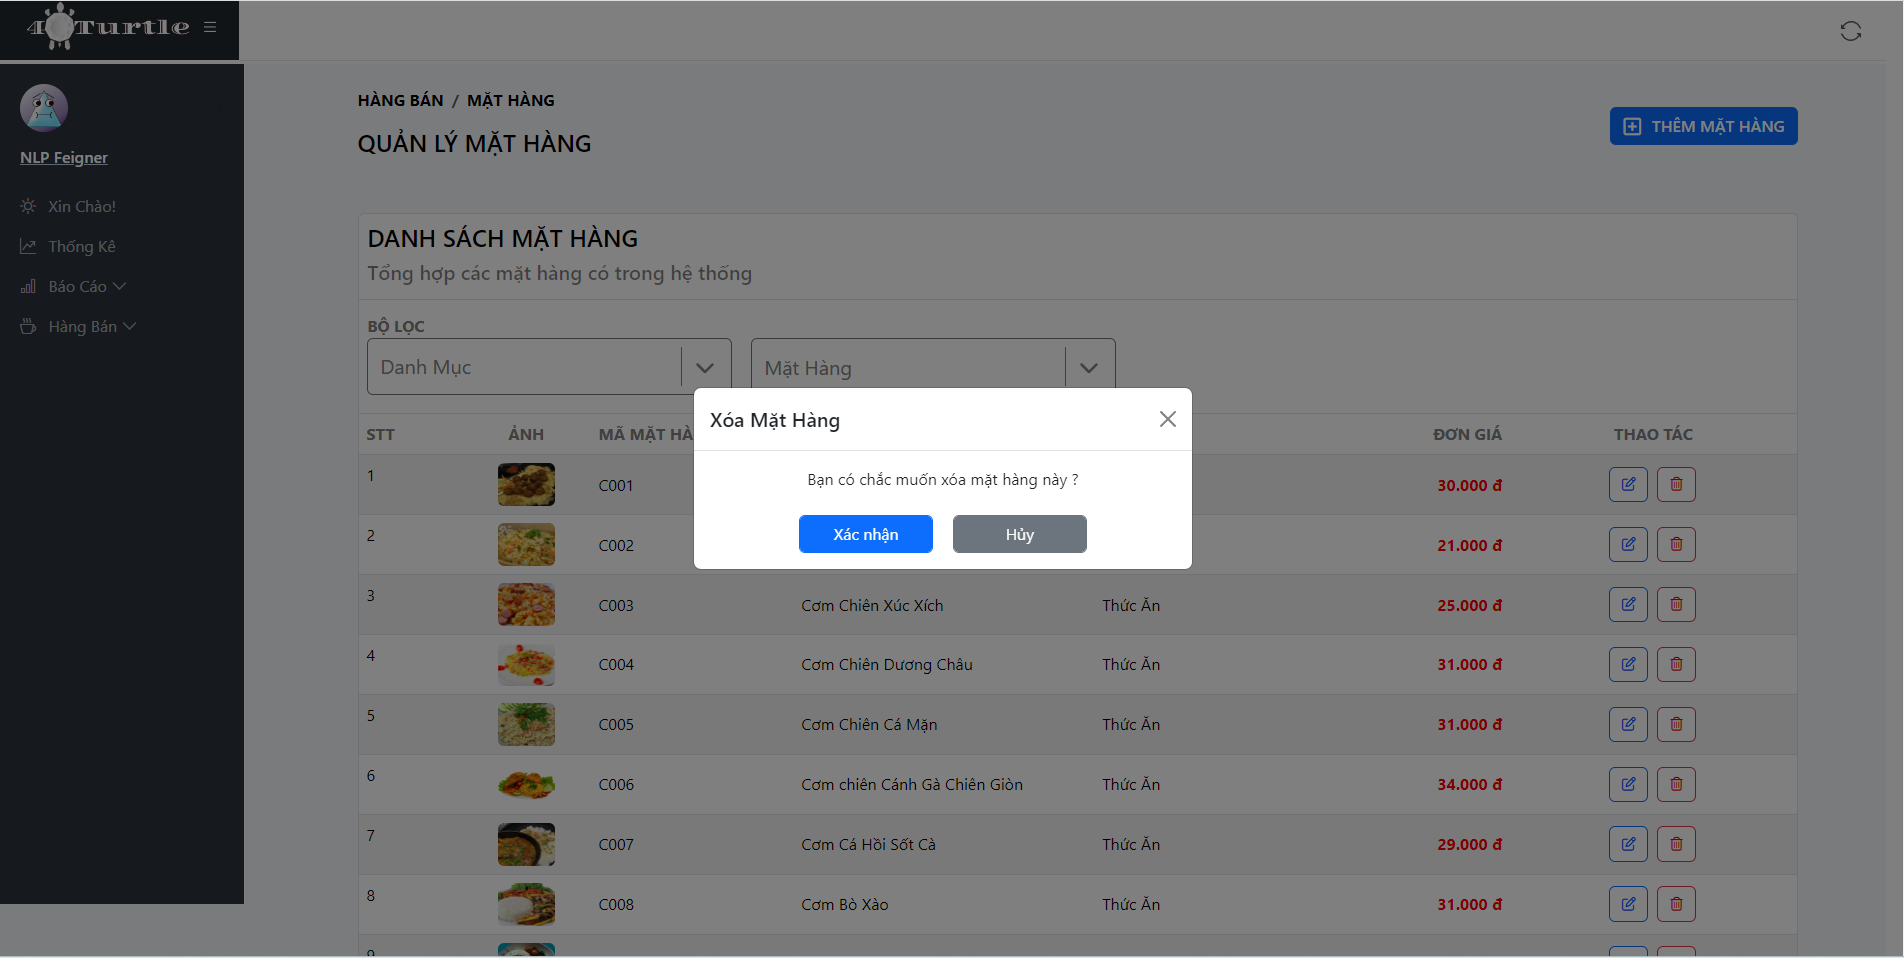 4 Turtle
NLP Feigner
Xin Chào!
Thống Kê
Báo Cáo
Hàng Bán
HÀNG BÁN / MẶT HÀNG
QUẢN LÝ MẶT HÀNG
THÊM MẶT HÀNG
DANH SÁCH MẶT HÀNG
Tổng hợp các mặt hàng có trong hệ thống
BỘ LỌC
Danh Mục
Mặt Hàng
Xóa Mặt Hàng
Bạn có chắc muốn xóa mặt hàng này ?
Xác nhận Hủy
STT ẢNH MÃ MẶT HÀ ĐƠN GIÁ THAO TÁC
1 C001 30.000 đ
2 C002 21.000 đ
3 C003 Cơm Chiên Xúc Xích Thức Ăn 25.000 đ
4 C004 Cơm Chiên Dương Châu Thức Ăn 31.000 đ
5 C005 Cơm Chiên Cá Mặn Thức Ăn 31.000 đ
6 C006 Cơm chiên Cánh Gà Chiên Giòn Thức Ăn 34.000 đ
7 C007 Cơm Cá Hồi Sốt Cà Thức Ăn 29.000 đ
8 C008 Cơm Bò Xào Thức Ăn 31.000 đ
9